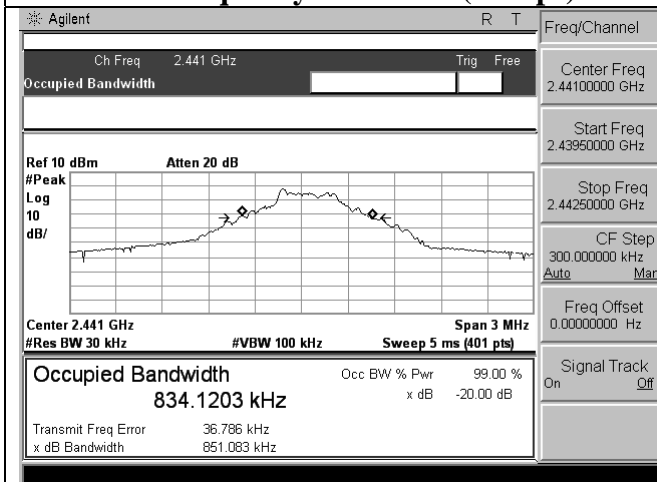 Agilent R T
Freq/Channel
Ch Freq 2.441 GHz Trig Free
Occupied Bandwidth
Center Freq
2.44100000 GHz
Start Freq
2.43950000 GHz
Stop Freq
2.44250000 GHz
CF Step
300.000000 kHz
Auto Man
Freq Offset
0.00000000 Hz
Signal Track
On Off
Ref 10 dBm Atten 20 dB
#Peak
Log
10
dB/
Center 2.441 GHz Span 3 MHz
#Res BW 30 kHz #VBW 100 kHz Sweep 5 ms (401 pts)
Occupied Bandwidth Occ BW % Pwr 99.00 %
834.1203 kHz x dB -20.00 dB
Transmit Freq Error 36.786 kHz
x dB Bandwidth 851.083 kHz